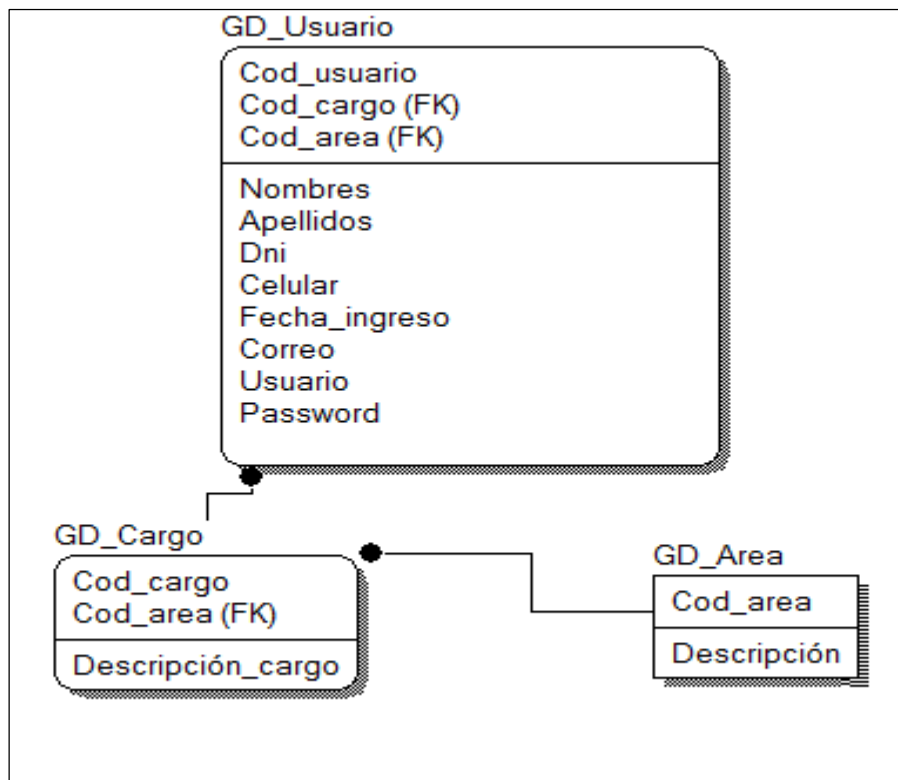 GD_Usuario
Cod_usuario
Cod_cargo (FK)
Cod_area (FK)
Nombres
Apellidos
Dni
Celular
Fecha_ingreso
Correo
Usuario
Password
GD_Cargo
Cod_cargo
Cod_area (FK)
Descripción_cargo
GD_Area
Cod_area
Descripción